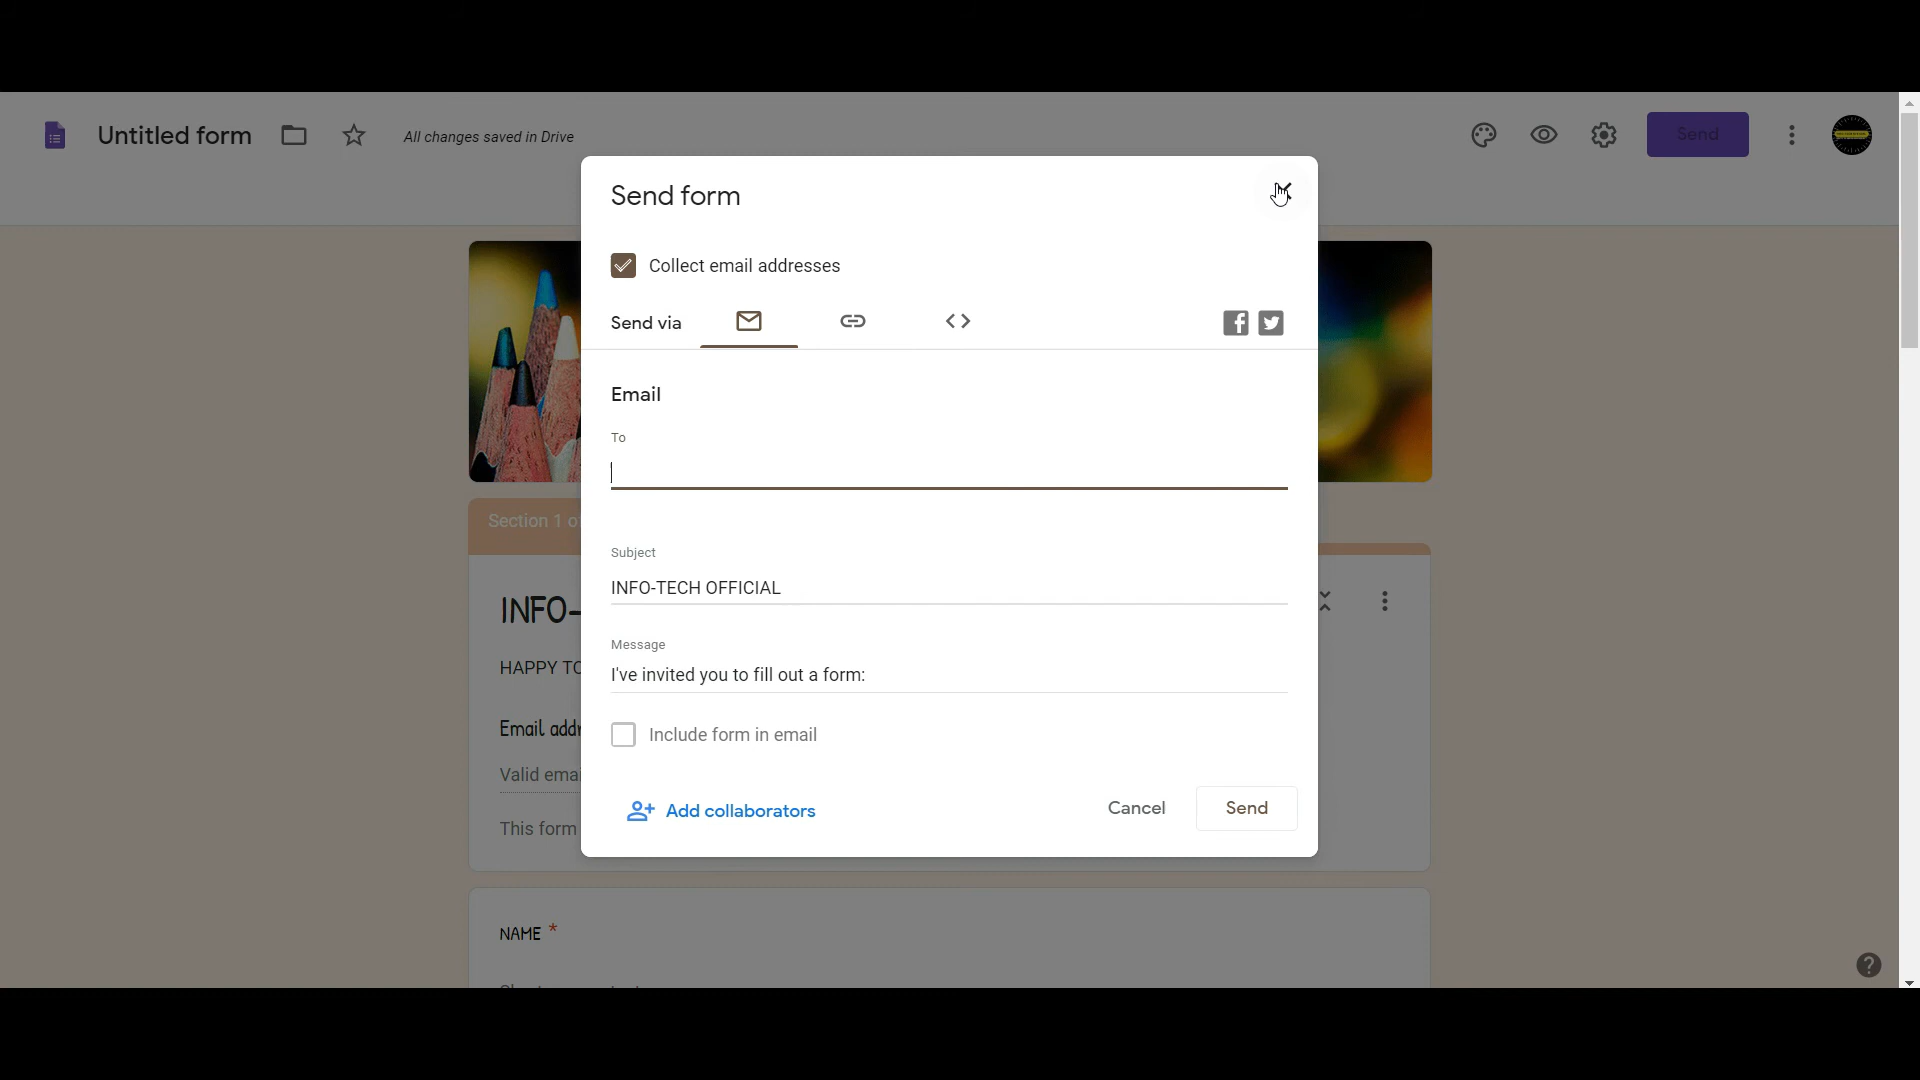 Untitled form
All changes saved in Drive
Send
Send form
Collect email addresses
Send via
Email
To
Subject
INFO-TECH OFFICIAL
Message
I've invited you to fill out a form:
Include form in email
Add collaborators
Cancel
Send
Section 1
INFO-
HAPPY TO
Email addr
Valid emai
This form
NAME *